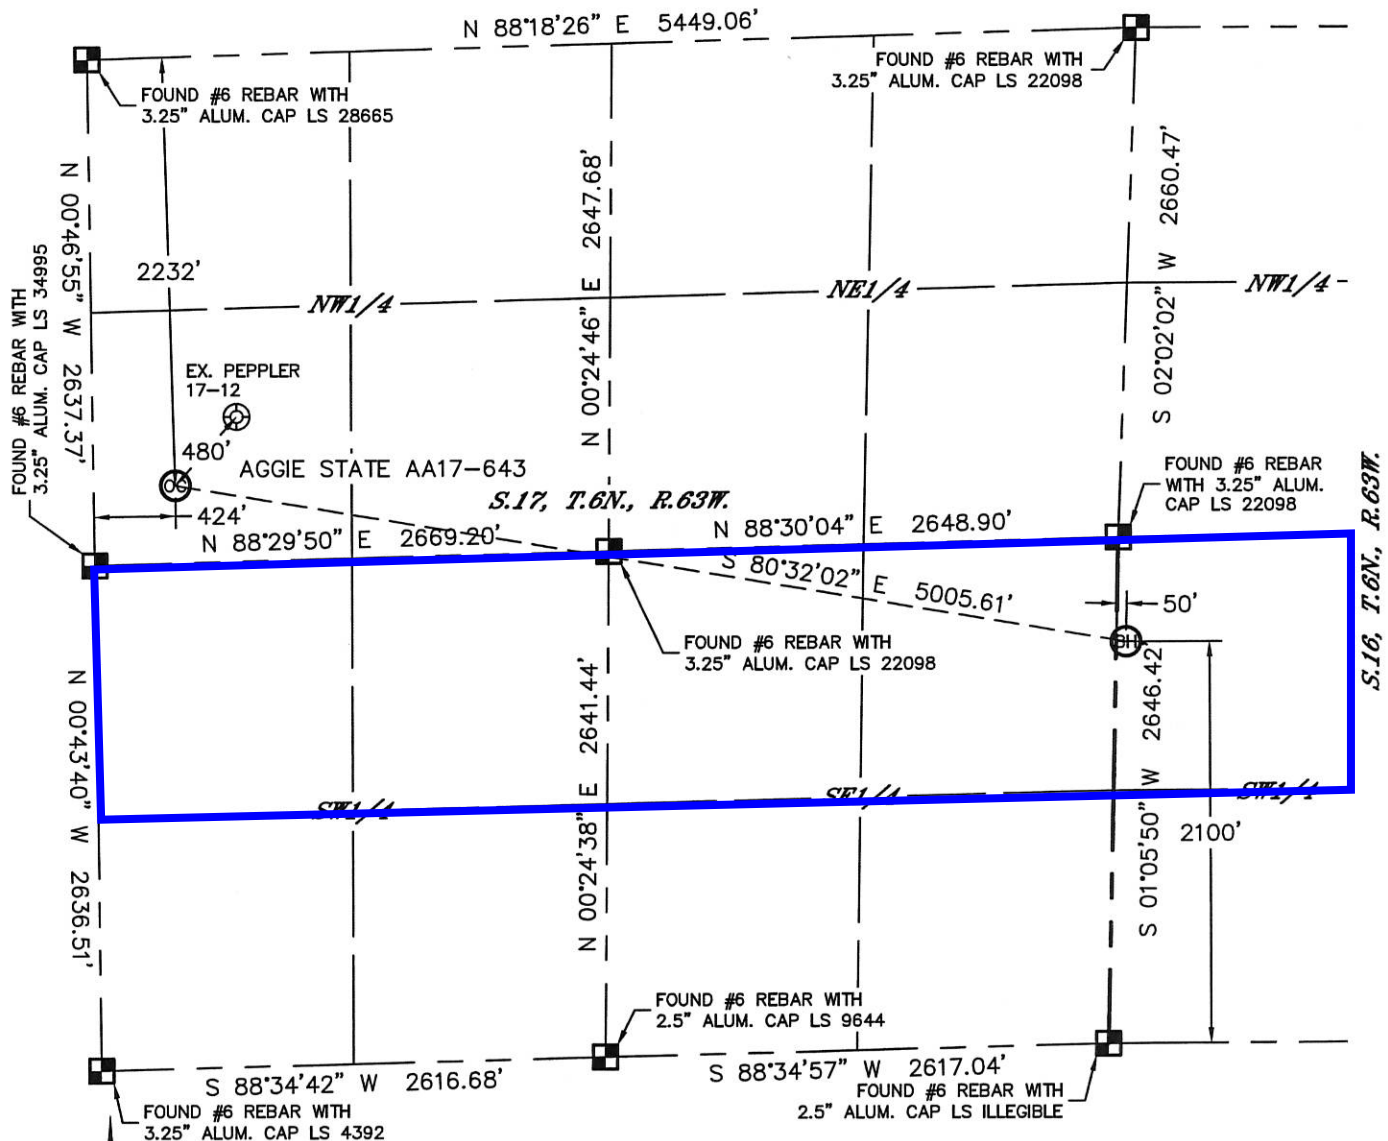 N 88°18'26" E 5449.06'
FOUND #6 REBAR WITH
3.25" ALUM. CAP LS 28665
FOUND #6 REBAR WITH
3.25" ALUM. CAP LS 22098
N 00°46'55" W 2637.37'
N 00°24'46" E 2647.68'
S 02°02'02" W 2660.47'
2232'
NW1/4
NE1/4
NW1/4
FOUND #6 REBAR WITH
3.25" ALUM. CAP LS 34995
EX. PEPPLER
17-12
480'
AGGIE STATE AA17-643
424'
S.17, T.6N., R.63W.
FOUND #6 REBAR
WITH 3.25" ALUM.
CAP LS 22098
S.16, T.6N., R.63W.
N 88°29'50" E 2669.20'
N 88°30'04" E 2648.90'
S 80°32'02" E 5005.61'
50'
FOUND #6 REBAR WITH
3.25" ALUM. CAP LS 22098
BH
N 00°43'40" W 2636.51'
N 00°24'38" E 2641.44'
S 01°05'50" W 2646.42'
SW1/4
SE1/4
SW1/4
2100'
FOUND #6 REBAR WITH
2.5" ALUM. CAP LS 9644
S 88°34'42" W 2616.68'
S 88°34'57" W 2617.04'
FOUND #6 REBAR WITH
2.5" ALUM. CAP LS ILLEGIBLE
FOUND #6 REBAR WITH
3.25" ALUM. CAP LS 4392